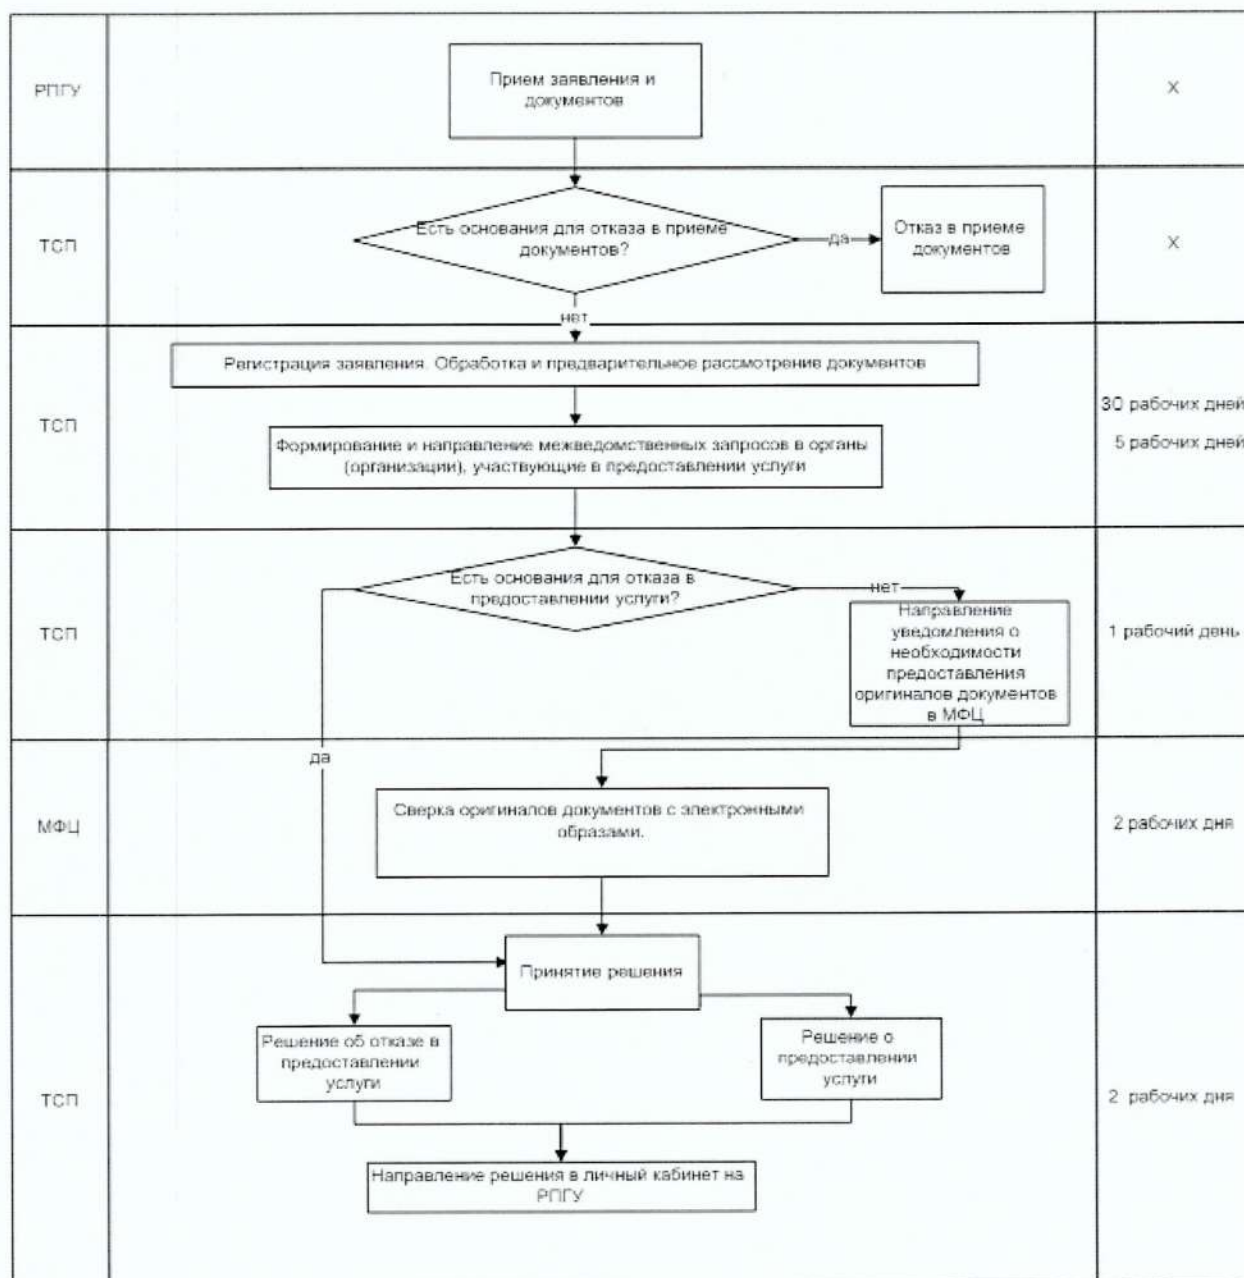 РПГУ
Прием заявления и
документов
X
ТСП
Есть основания для отказа в приеме
документов?
да
Отказ в приеме
документов
X
нет
ТСП
Регистрация заявления. Обработка и предварительное рассмотрение документов
30 рабочих дней
Формирование и направление межведомственных запросов в органы
(организации), участвующие в предоставлении услуги
5 рабочих дней
ТСП
Есть основания для отказа в
предоставлении услуги?
нет
Направление
уведомления о
необходимости
предоставления
оригиналов документов
в МФЦ
1 рабочий день
да
МФЦ
Сверка оригиналов документов с электронными
образами.
2 рабочих дня
ТСП
Принятие решения
Решение об отказе в
предоставлении
услуги
Решение о
предоставлении
услуги
2 рабочих дня
Направление решения в личный кабинет на
РПГУ